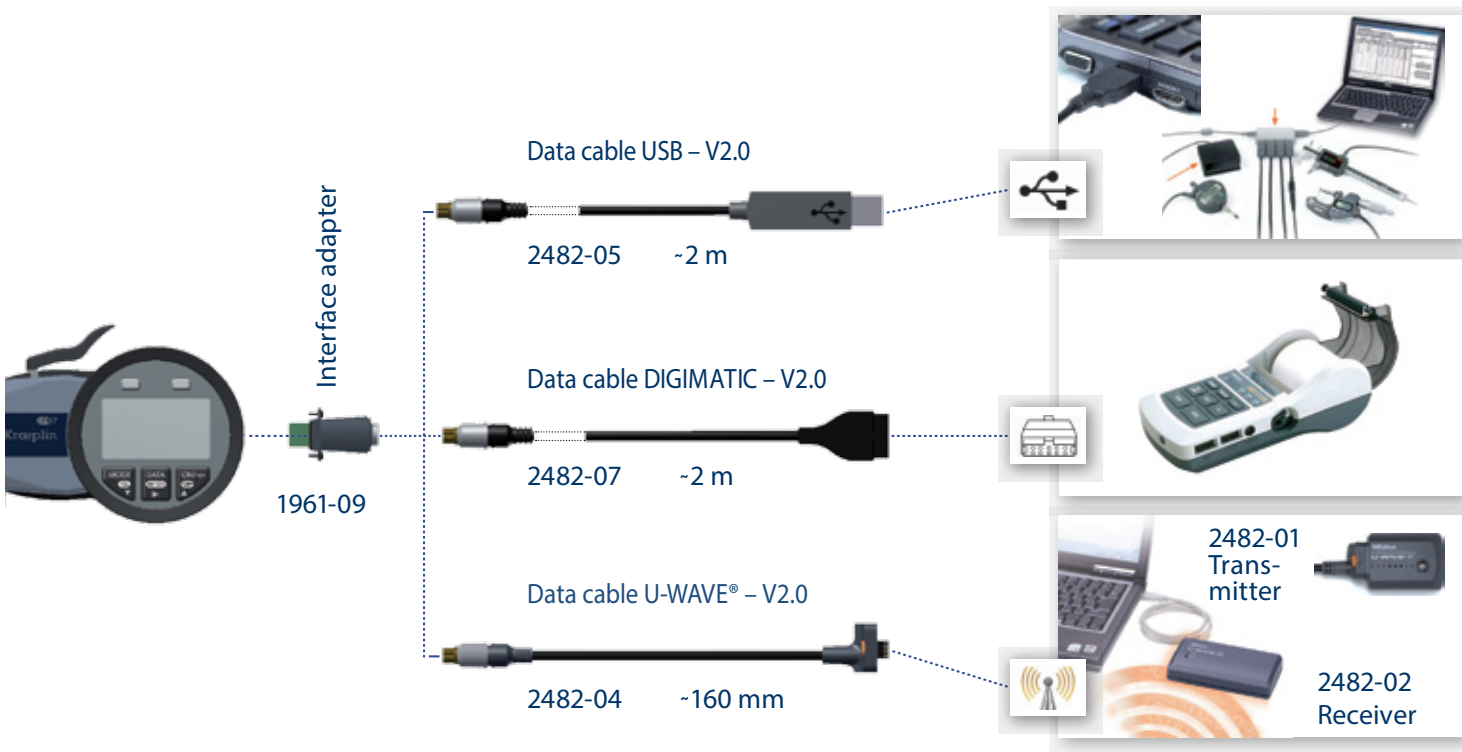 Data cable USB – V2.0
2482-05 ~2 m
Interface adapter
Kroeplin
MODE DATA
1961-09
Data cable DIGIMATIC – V2.0
2482-07 ~2 m
Data cable U-WAVE® – V2.0
2482-04 ~160 mm
2482-01
Trans-
mitter
2482-02
Receiver